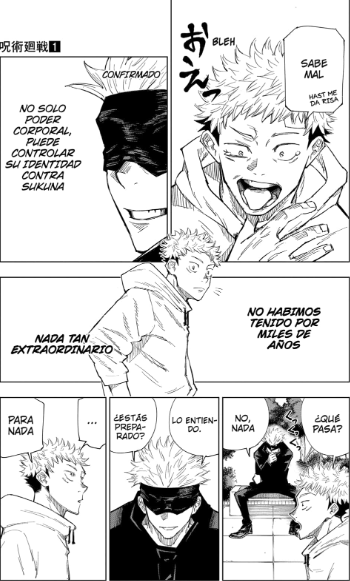 呪術廻戦1
おえっ
BLEH
SABE
MAL
HAST ME
DA RISA
CONFIRMADO
NO SOLO
PODER
CORPORAL,
PUEDE
CONTROLAR
SU IDENTIDAD
CONTRA
SUKUNA
NO HABIMOS
TENIDO POR
MILES DE
AÑOS
NADA TAN
EXTRAORDINARIO
¿QUÉ
PASA?
NO,
NADA
LO ENTIEN-
DO.
¿ESTÁS
PREPA-
RADO?
...
PARA
NADA